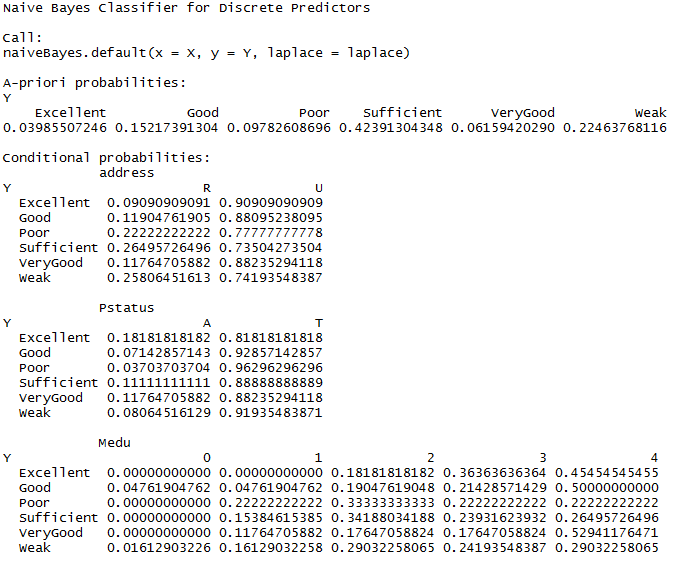 Naive Bayes Classifier for Discrete Predictors
Call:
naiveBayes.default(x = X, y = Y, laplace = laplace)
A-priori probabilities:
Y
Excellent Good Poor Sufficient VeryGood Weak
0.03985507246 0.15217391304 0.09782608696 0.42391304348 0.06159420290 0.22463768116
Conditional probabilities:
address
Y R U
Excellent 0.09090909091 0.90909090909
Good 0.11904761905 0.88095238095
Poor 0.22222222222 0.77777777778
Sufficient 0.26495726496 0.73504273504
VeryGood 0.11764705882 0.88235294118
Weak 0.25806451613 0.74193548387
Pstatus
Y A T
Excellent 0.18181818182 0.81818181818
Good 0.07142857143 0.92857142857
Poor 0.03703703704 0.96296296296
Sufficient 0.11111111111 0.88888888889
VeryGood 0.11764705882 0.88235294118
Weak 0.08064516129 0.91935483871
Medu
Y 0 1 2 3 4
Excellent 0.00000000000 0.00000000000 0.18181818182 0.36363636364 0.45454545455
Good 0.04761904762 0.04761904762 0.19047619048 0.21428571429 0.50000000000
Poor 0.00000000000 0.22222222222 0.33333333333 0.22222222222 0.22222222222
Sufficient 0.00000000000 0.15384615385 0.34188034188 0.23931623932 0.26495726496
VeryGood 0.00000000000 0.11764705882 0.17647058824 0.17647058824 0.52941176471
Weak 0.01612903226 0.16129032258 0.29032258065 0.24193548387 0.29032258065